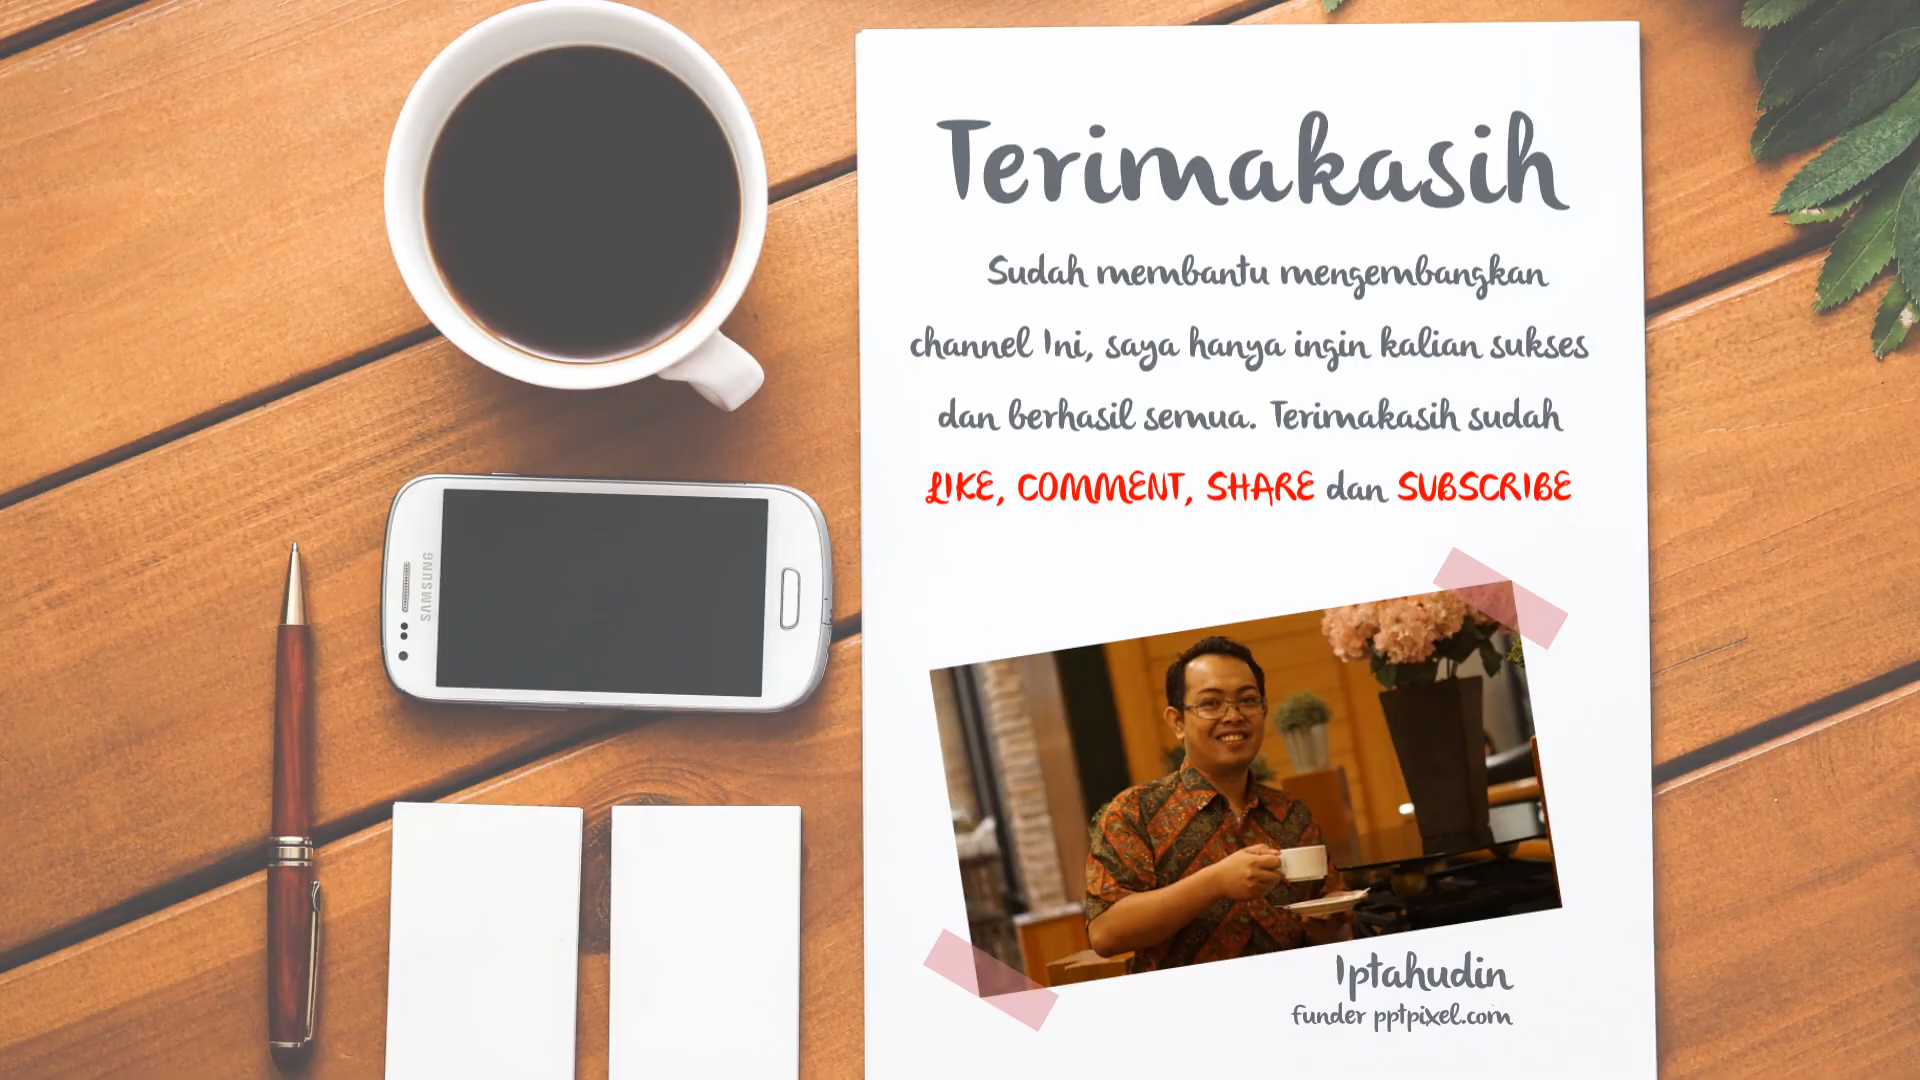 Terimakasih
Sudah membantu mengembangkan
channel Ini, saya hanya ingin kalian sukses
dan berhasil semua. Terimakasih sudah
LIKE, COMMENT, SHARE dan SUBSCRIBE
SAMSUNG
Iptahudin
funder pptpixel.com